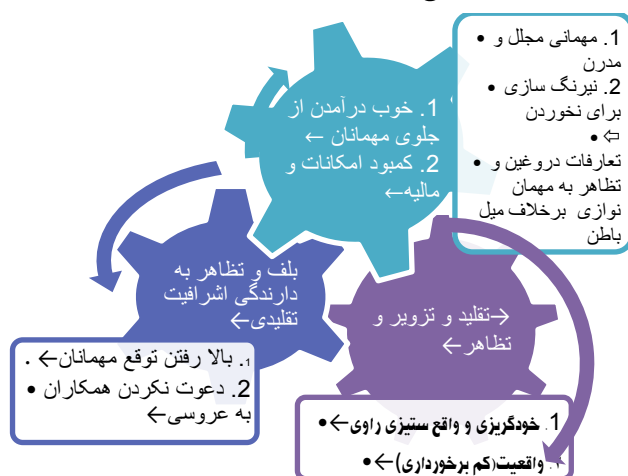 1. مهمانی مجلل و •
مدرن
2. نیرنگ سازی •
برای نخوردن
⇦ •
تعارفات دروغین و •
تظاهر به مهمان
نوازی برخلاف میل
باطن
1. خوب درآمدن از
جلوی مهمانان ←
2. کمبود امکانات و
مالیه←
بلف و تظاهر به
دارندگی اشرافیت
تقلیدی←
→تقلید و تزویر و
تظاهر←
1. بالا رفتن توقع مهمانان← .
2. دعوت نکردن همکاران •
به عروسی←
1. خودگریزی و واقع ستیزی راوی←•
واقعیت(کم برخورداری)←•